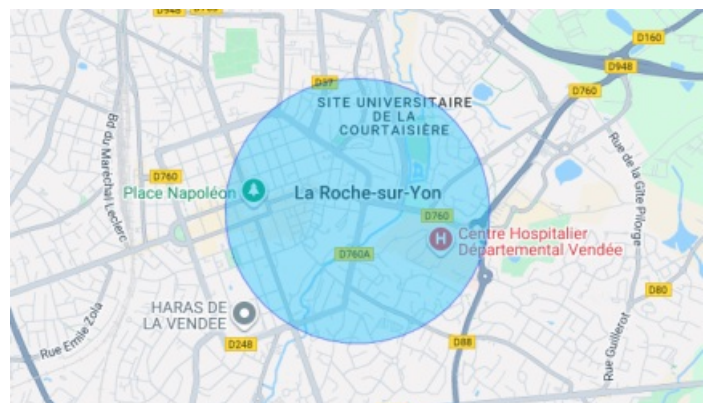 D948
D160
D948
D37
D760
SITE UNIVERSITAIRE
DE LA
COURTAISIÈRE
Bd du Maréchal Leclerc
Rue de la Gîte Pilorge
D760
Place Napoléon
La Roche-sur-Yon
D760
Centre Hospitalier
Départemental Vendée
H
D760A
D80
HARAS DE
LA VENDEE
Rue Emile Zola
D248
D88
Rue Guillerot